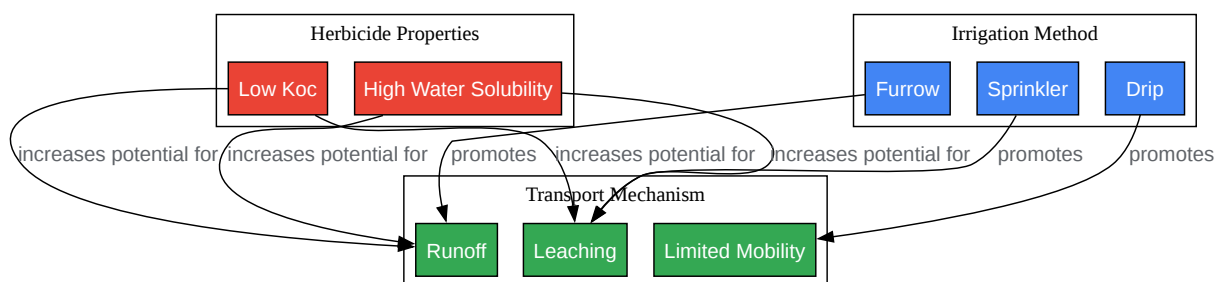 Herbicide Properties
Irrigation Method
Low Koc
High Water Solubility
Furrow
Sprinkler
Drip
increases potential for
increases potential for
promotes
increases potential for
increases potential for
promotes
promotes
Transport Mechanism
Runoff
Leaching
Limited Mobility